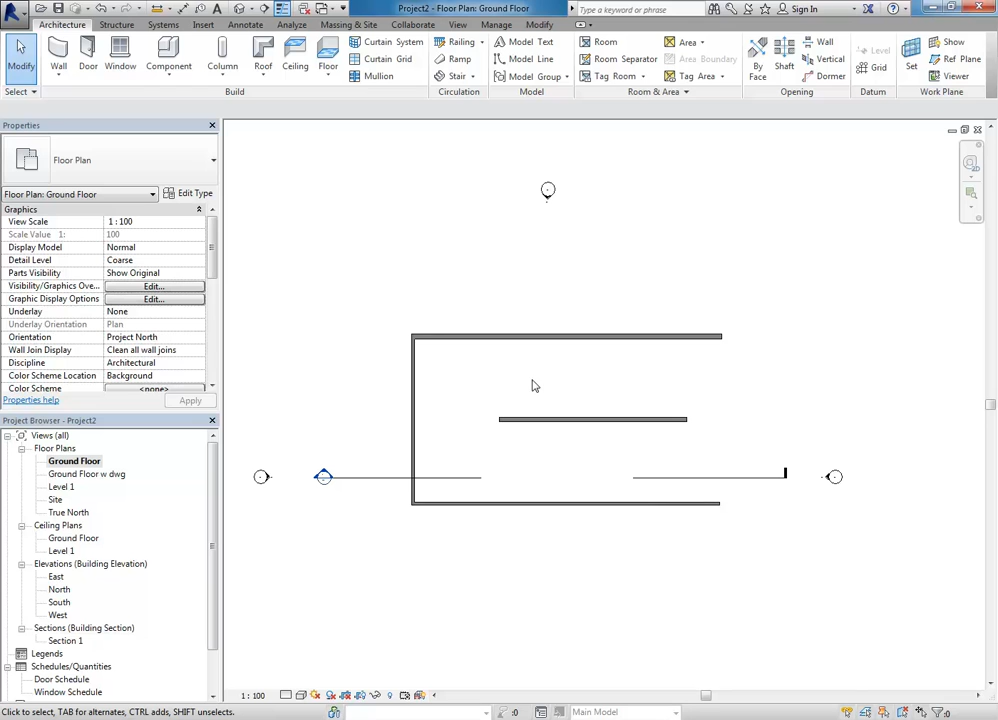 Project2 - Floor Plan: Ground Floor
Type a keyword or phrase
Sign In
Architecture Structure Systems Insert Annotate Analyze Massing & Site Collaborate View Manage Modify
Modify Wall Door Window Component Column Roof Ceiling Floor
Curtain System
Curtain Grid
Mullion
Railing
Ramp
Stair
Model Text
Model Line
Model Group
Room
Room Separator
Tag Room
Area
Area Boundary
Tag Area
By Face
Shaft
Wall
Vertical
Dormer
Level
Grid
Set
Show
Ref Plane
Viewer
Select Build Circulation Model Room & Area Opening Datum Work Plane
Properties
Floor Plan
Floor Plan: Ground Floor Edit Type
Graphics
View Scale 1 : 100
Scale Value 1: 100
Display Model Normal
Detail Level Coarse
Parts Visibility Show Original
Visibility/Graphics Ove... Edit...
Graphic Display Options Edit...
Underlay None
Underlay Orientation Plan
Orientation Project North
Wall Join Display Clean all wall joins
Discipline Architectural
Color Scheme Location Background
Color Scheme <none>
Properties help Apply
Project Browser - Project2
Views (all)
Floor Plans
Ground Floor
Ground Floor w dwg
Level 1
Site
True North
Ceiling Plans
Ground Floor
Level 1
Elevations (Building Elevation)
East
North
South
West
Sections (Building Section)
Section 1
Legends
Schedules/Quantities
Door Schedule
Window Schedule
1 : 100
Click to select, TAB for alternates, CTRL adds, SHIFT unselects.
:0
Main Model
:0